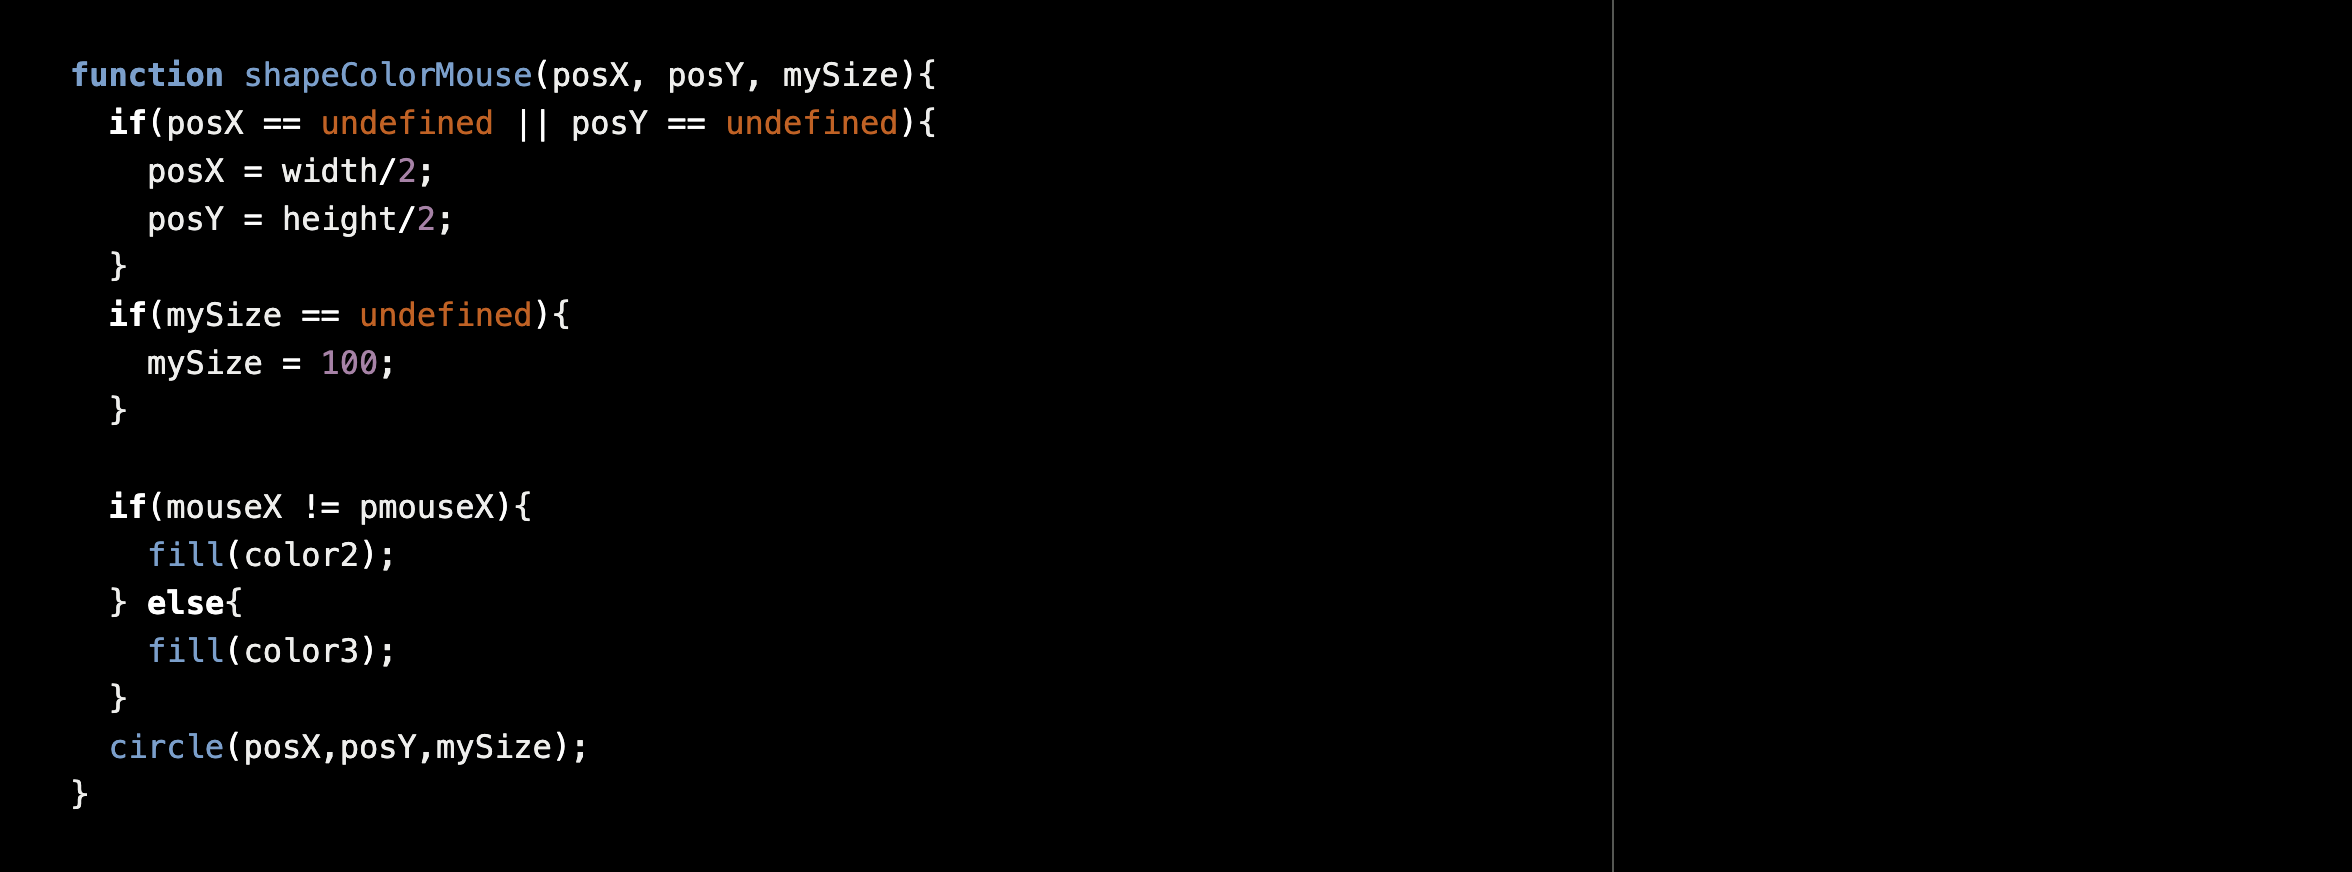 function shapeColorMouse(posX, posY, mySize){
  if(posX == undefined || posY == undefined){
    posX = width/2;
    posY = height/2;
  }
  if(mySize == undefined){
    mySize = 100;
  }

  if(mouseX != pmouseX){
    fill(color2);
  } else{
    fill(color3);
  }
  circle(posX,posY,mySize);
}